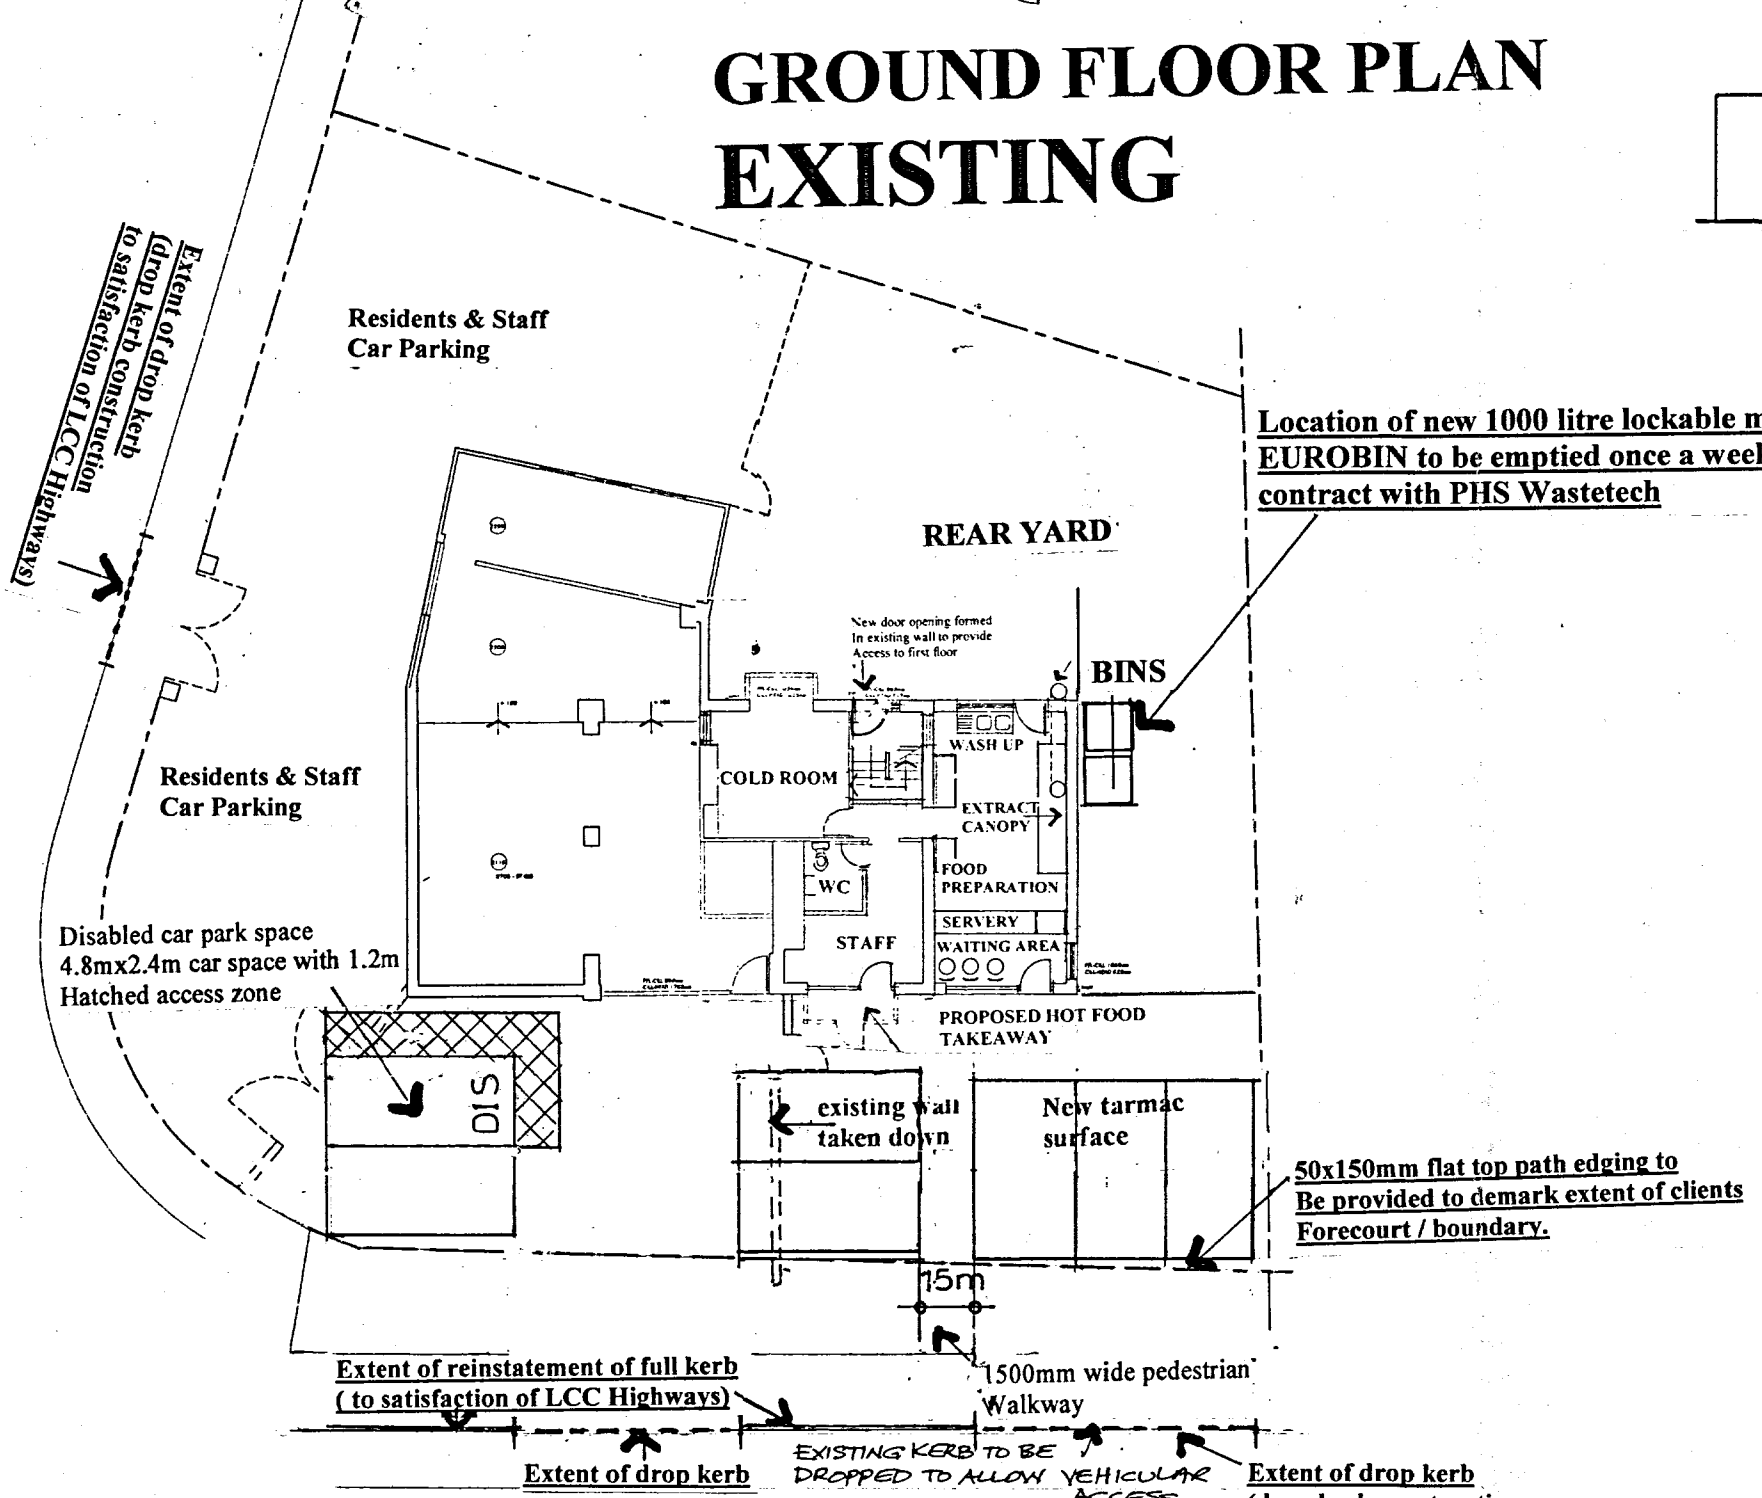 GROUND FLOOR PLAN
EXISTING
Extent of drop kerb
(drop kerb construction
to satisfaction of LCC Highways)
Residents & Staff
Car Parking
Location of new 1000 litre lockable m
EUROBIN to be emptied once a week
contract with PHS Wastetech
REAR YARD
New door opening formed
In existing wall to provide
Access to first floor
BINS
WASH UP
COLD ROOM
EXTRACT
CANOPY
Residents & Staff
Car Parking
FOOD
PREPARATION
WC
SERVERY
STAFF
WAITING AREA
Disabled car park space
4.8mx2.4m car space with 1.2m
Hatched access zone
PROPOSED HOT FOOD
TAKEAWAY
DIS
existing wall
taken down
New tarmac
surface
50x150mm flat top path edging to
Be provided to demark extent of clients
Forecourt / boundary.
15m
Extent of reinstatement of full kerb
( to satisfaction of LCC Highways)
1500mm wide pedestrian
Walkway
EXISTING KERB TO BE
DROPPED TO ALLOW VEHICULAR
ACCESS
Extent of drop kerb
Extent of drop kerb